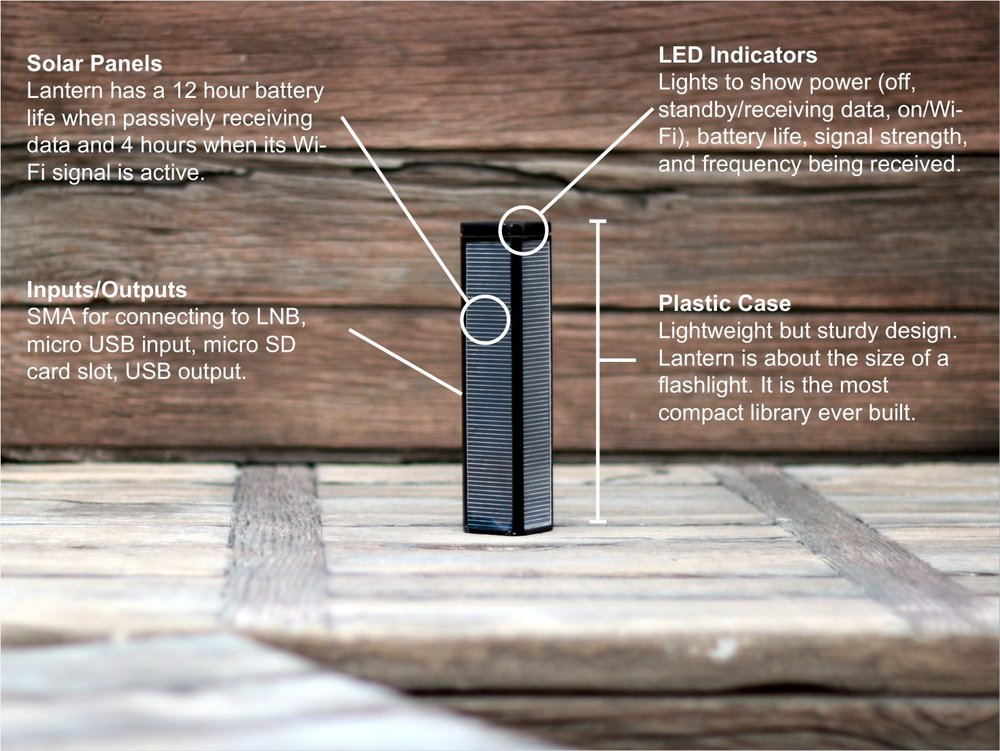 Solar Panels
Lantern has a 12 hour battery
life when passively receiving
data and 4 hours when its Wi-
Fi signal is active.
Inputs/Outputs
SMA for connecting to LNB,
micro USB input, micro SD
card slot, USB output.
LED Indicators
Lights to show power (off,
standby/receiving data, on/Wi-
Fi), battery life, signal strength,
and frequency being received.
Plastic Case
Lightweight but sturdy design.
Lantern is about the size of a
flashlight. It is the most
compact library ever built.